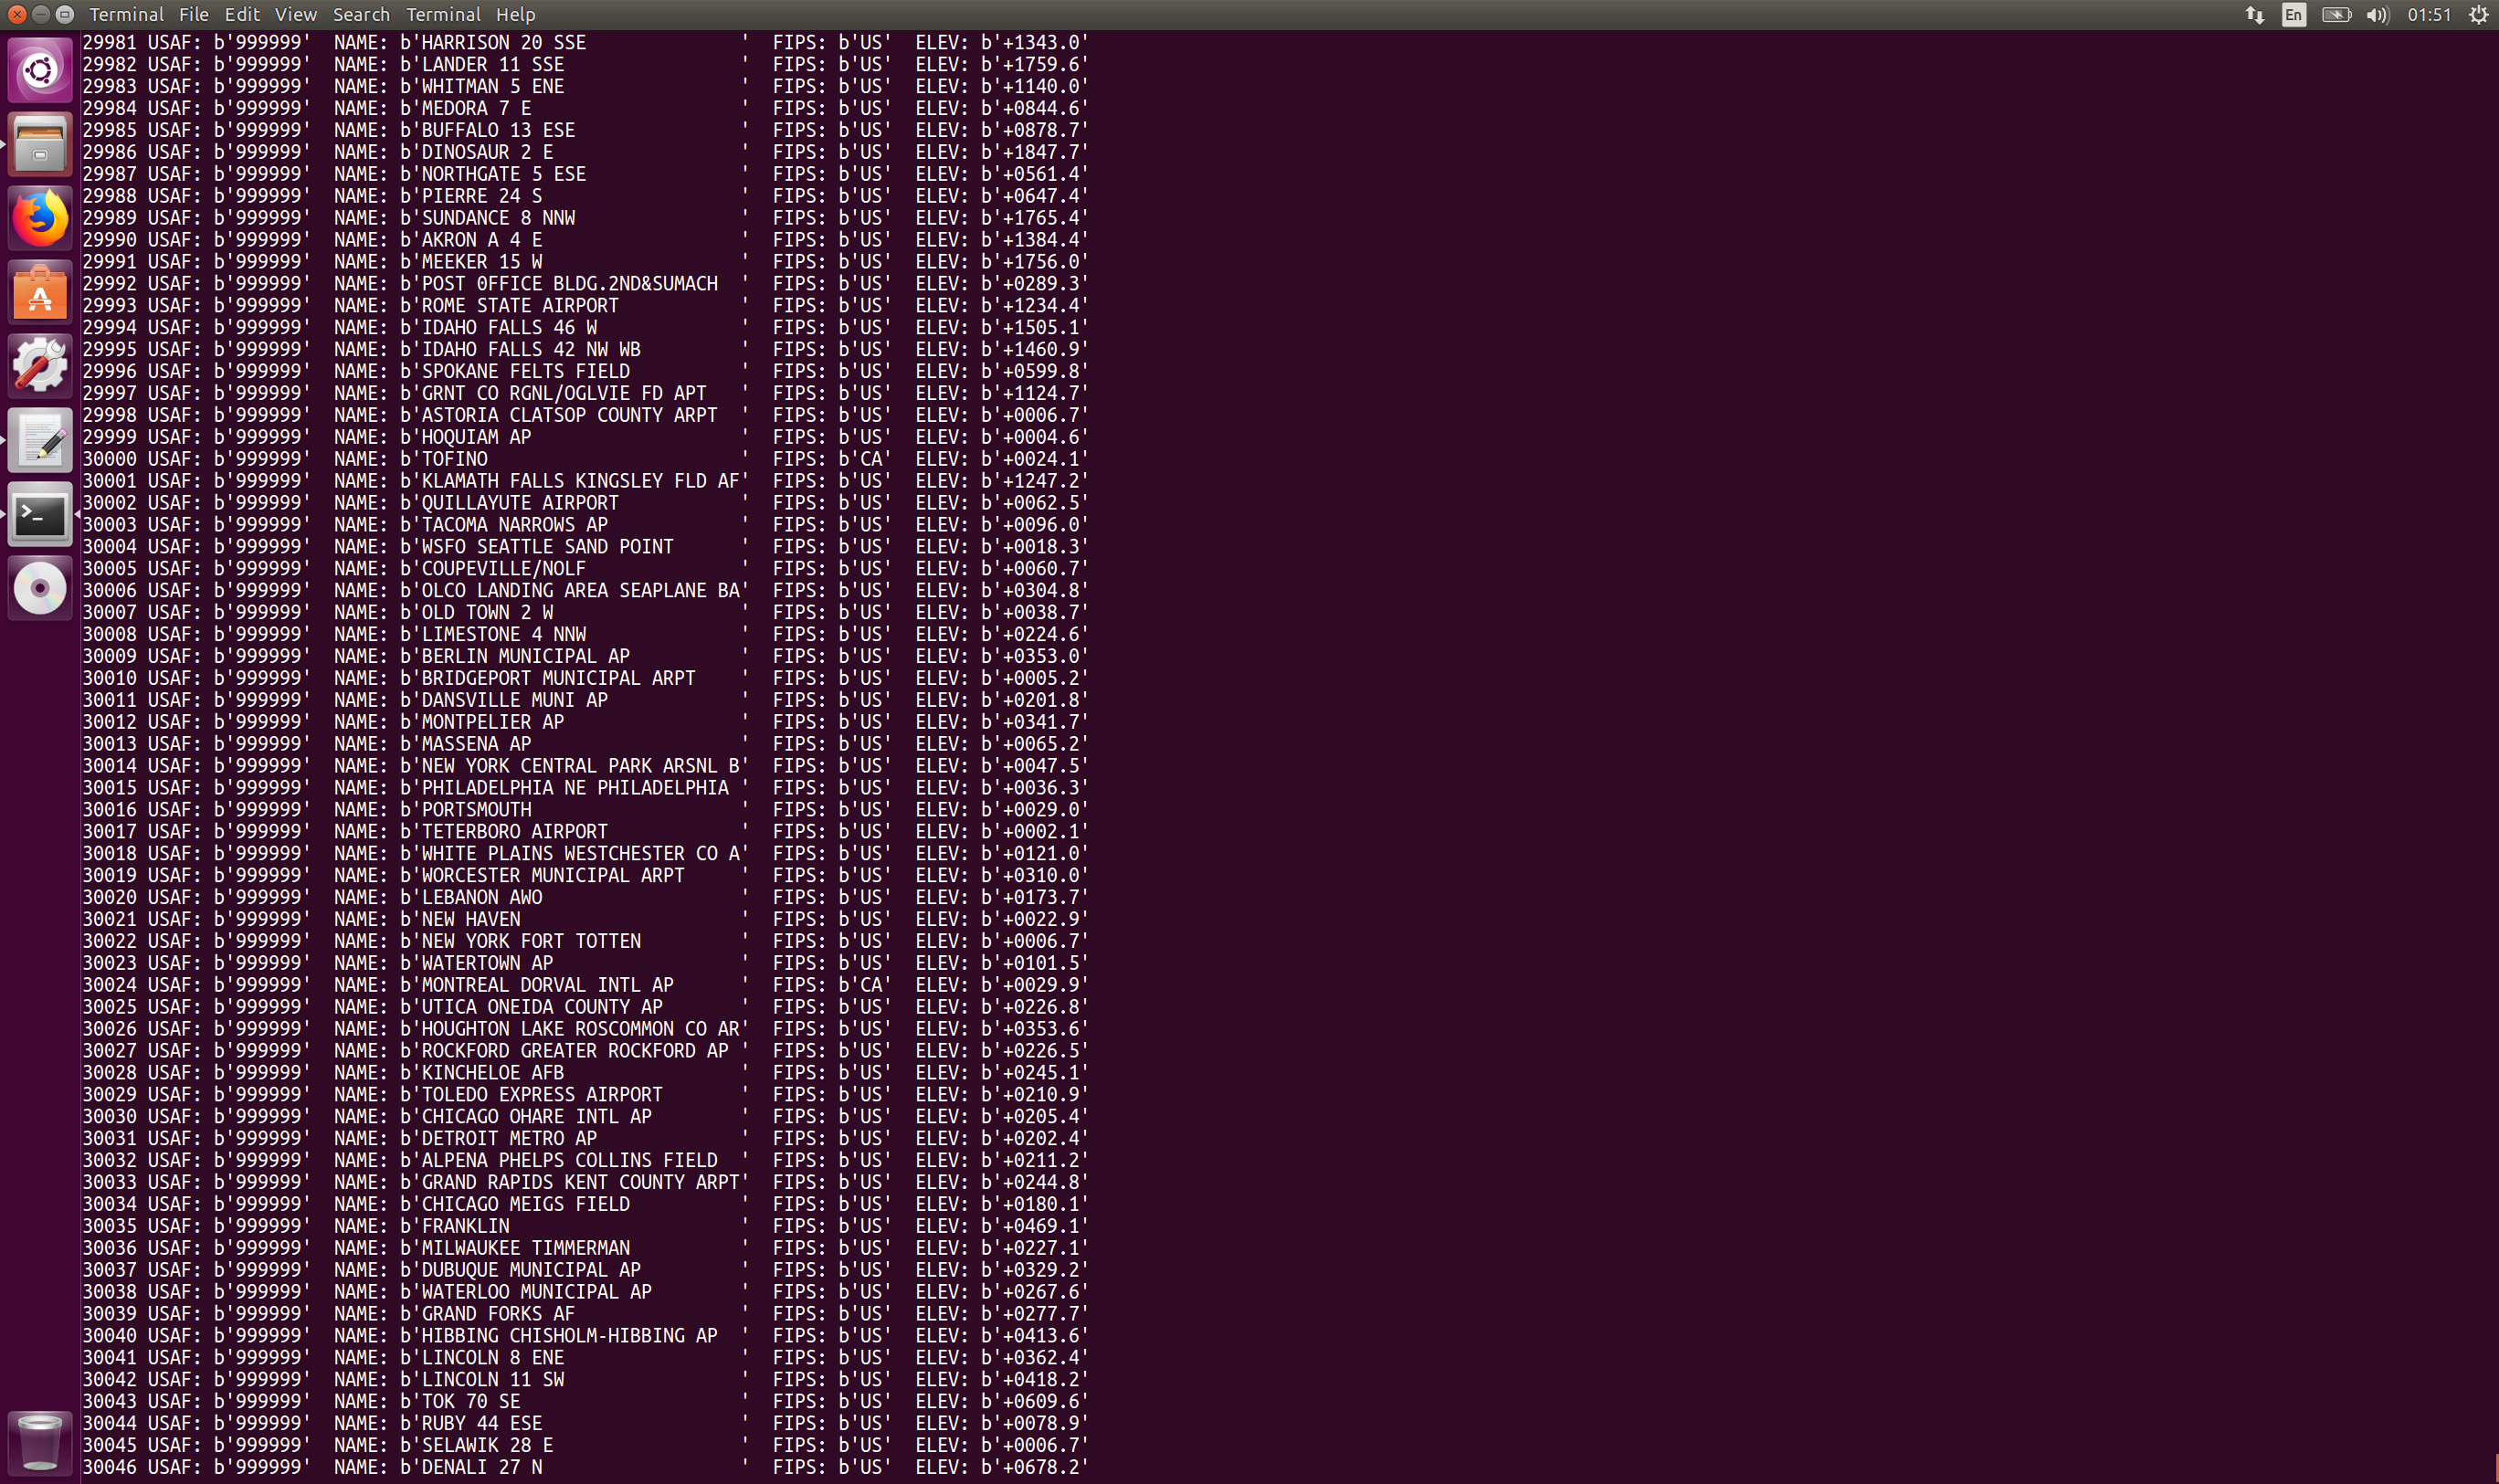 Terminal File Edit View Search Terminal Help En 01:51
29981 USAF: b'999999'  NAME: b'HARRISON 20 SSE              '  FIPS: b'US'  ELEV: b'+1343.0'
29982 USAF: b'999999'  NAME: b'LANDER 11 SSE                '  FIPS: b'US'  ELEV: b'+1759.6'
29983 USAF: b'999999'  NAME: b'WHITMAN 5 ENE                '  FIPS: b'US'  ELEV: b'+1140.0'
29984 USAF: b'999999'  NAME: b'MEDORA 7 E                   '  FIPS: b'US'  ELEV: b'+0844.6'
29985 USAF: b'999999'  NAME: b'BUFFALO 13 ESE               '  FIPS: b'US'  ELEV: b'+0878.7'
29986 USAF: b'999999'  NAME: b'DINOSAUR 2 E                 '  FIPS: b'US'  ELEV: b'+1847.7'
29987 USAF: b'999999'  NAME: b'NORTHGATE 5 ESE              '  FIPS: b'US'  ELEV: b'+0561.4'
29988 USAF: b'999999'  NAME: b'PIERRE 24 S                  '  FIPS: b'US'  ELEV: b'+0647.4'
29989 USAF: b'999999'  NAME: b'SUNDANCE 8 NNW               '  FIPS: b'US'  ELEV: b'+1765.4'
29990 USAF: b'999999'  NAME: b'AKRON A 4 E                  '  FIPS: b'US'  ELEV: b'+1384.4'
29991 USAF: b'999999'  NAME: b'MEEKER 15 W                  '  FIPS: b'US'  ELEV: b'+1756.0'
29992 USAF: b'999999'  NAME: b'POST 0FFICE BLDG.2ND&SUMACH  '  FIPS: b'US'  ELEV: b'+0289.3'
29993 USAF: b'999999'  NAME: b'ROME STATE AIRPORT           '  FIPS: b'US'  ELEV: b'+1234.4'
29994 USAF: b'999999'  NAME: b'IDAHO FALLS 46 W             '  FIPS: b'US'  ELEV: b'+1505.1'
29995 USAF: b'999999'  NAME: b'IDAHO FALLS 42 NW WB         '  FIPS: b'US'  ELEV: b'+1460.9'
29996 USAF: b'999999'  NAME: b'SPOKANE FELTS FIELD          '  FIPS: b'US'  ELEV: b'+0599.8'
29997 USAF: b'999999'  NAME: b'GRNT CO RGNL/OGLVIE FD APT   '  FIPS: b'US'  ELEV: b'+1124.7'
29998 USAF: b'999999'  NAME: b'ASTORIA CLATSOP COUNTY ARPT  '  FIPS: b'US'  ELEV: b'+0006.7'
29999 USAF: b'999999'  NAME: b'HOQUIAM AP                   '  FIPS: b'US'  ELEV: b'+0004.6'
30000 USAF: b'999999'  NAME: b'TOFINO                       '  FIPS: b'CA'  ELEV: b'+0024.1'
30001 USAF: b'999999'  NAME: b'KLAMATH FALLS KINGSLEY FLD AF'  FIPS: b'US'  ELEV: b'+1247.2'
30002 USAF: b'999999'  NAME: b'QUILLAYUTE AIRPORT           '  FIPS: b'US'  ELEV: b'+0062.5'
30003 USAF: b'999999'  NAME: b'TACOMA NARROWS AP            '  FIPS: b'US'  ELEV: b'+0096.0'
30004 USAF: b'999999'  NAME: b'WSFO SEATTLE SAND POINT      '  FIPS: b'US'  ELEV: b'+0018.3'
30005 USAF: b'999999'  NAME: b'COUPEVILLE/NOLF              '  FIPS: b'US'  ELEV: b'+0060.7'
30006 USAF: b'999999'  NAME: b'OLCO LANDING AREA SEAPLANE BA'  FIPS: b'US'  ELEV: b'+0304.8'
30007 USAF: b'999999'  NAME: b'OLD TOWN 2 W                 '  FIPS: b'US'  ELEV: b'+0038.7'
30008 USAF: b'999999'  NAME: b'LIMESTONE 4 NNW              '  FIPS: b'US'  ELEV: b'+0224.6'
30009 USAF: b'999999'  NAME: b'BERLIN MUNICIPAL AP          '  FIPS: b'US'  ELEV: b'+0353.0'
30010 USAF: b'999999'  NAME: b'BRIDGEPORT MUNICIPAL ARPT    '  FIPS: b'US'  ELEV: b'+0005.2'
30011 USAF: b'999999'  NAME: b'DANSVILLE MUNI AP            '  FIPS: b'US'  ELEV: b'+0201.8'
30012 USAF: b'999999'  NAME: b'MONTPELIER AP                '  FIPS: b'US'  ELEV: b'+0341.7'
30013 USAF: b'999999'  NAME: b'MASSENA AP                   '  FIPS: b'US'  ELEV: b'+0065.2'
30014 USAF: b'999999'  NAME: b'NEW YORK CENTRAL PARK ARSNL B'  FIPS: b'US'  ELEV: b'+0047.5'
30015 USAF: b'999999'  NAME: b'PHILADELPHIA NE PHILADELPHIA '  FIPS: b'US'  ELEV: b'+0036.3'
30016 USAF: b'999999'  NAME: b'PORTSMOUTH                   '  FIPS: b'US'  ELEV: b'+0029.0'
30017 USAF: b'999999'  NAME: b'TETERBORO AIRPORT            '  FIPS: b'US'  ELEV: b'+0002.1'
30018 USAF: b'999999'  NAME: b'WHITE PLAINS WESTCHESTER CO A'  FIPS: b'US'  ELEV: b'+0121.0'
30019 USAF: b'999999'  NAME: b'WORCESTER MUNICIPAL ARPT     '  FIPS: b'US'  ELEV: b'+0310.0'
30020 USAF: b'999999'  NAME: b'LEBANON AWO                  '  FIPS: b'US'  ELEV: b'+0173.7'
30021 USAF: b'999999'  NAME: b'NEW HAVEN                    '  FIPS: b'US'  ELEV: b'+0022.9'
30022 USAF: b'999999'  NAME: b'NEW YORK FORT TOTTEN         '  FIPS: b'US'  ELEV: b'+0006.7'
30023 USAF: b'999999'  NAME: b'WATERTOWN AP                 '  FIPS: b'US'  ELEV: b'+0101.5'
30024 USAF: b'999999'  NAME: b'MONTREAL DORVAL INTL AP      '  FIPS: b'CA'  ELEV: b'+0029.9'
30025 USAF: b'999999'  NAME: b'UTICA ONEIDA COUNTY AP       '  FIPS: b'US'  ELEV: b'+0226.8'
30026 USAF: b'999999'  NAME: b'HOUGHTON LAKE ROSCOMMON CO AR'  FIPS: b'US'  ELEV: b'+0353.6'
30027 USAF: b'999999'  NAME: b'ROCKFORD GREATER ROCKFORD AP '  FIPS: b'US'  ELEV: b'+0226.5'
30028 USAF: b'999999'  NAME: b'KINCHELOE AFB                '  FIPS: b'US'  ELEV: b'+0245.1'
30029 USAF: b'999999'  NAME: b'TOLEDO EXPRESS AIRPORT       '  FIPS: b'US'  ELEV: b'+0210.9'
30030 USAF: b'999999'  NAME: b'CHICAGO OHARE INTL AP        '  FIPS: b'US'  ELEV: b'+0205.4'
30031 USAF: b'999999'  NAME: b'DETROIT METRO AP             '  FIPS: b'US'  ELEV: b'+0202.4'
30032 USAF: b'999999'  NAME: b'ALPENA PHELPS COLLINS FIELD  '  FIPS: b'US'  ELEV: b'+0211.2'
30033 USAF: b'999999'  NAME: b'GRAND RAPIDS KENT COUNTY ARPT'  FIPS: b'US'  ELEV: b'+0244.8'
30034 USAF: b'999999'  NAME: b'CHICAGO MEIGS FIELD          '  FIPS: b'US'  ELEV: b'+0180.1'
30035 USAF: b'999999'  NAME: b'FRANKLIN                     '  FIPS: b'US'  ELEV: b'+0469.1'
30036 USAF: b'999999'  NAME: b'MILWAUKEE TIMMERMAN          '  FIPS: b'US'  ELEV: b'+0227.1'
30037 USAF: b'999999'  NAME: b'DUBUQUE MUNICIPAL AP         '  FIPS: b'US'  ELEV: b'+0329.2'
30038 USAF: b'999999'  NAME: b'WATERLOO MUNICIPAL AP        '  FIPS: b'US'  ELEV: b'+0267.6'
30039 USAF: b'999999'  NAME: b'GRAND FORKS AF               '  FIPS: b'US'  ELEV: b'+0277.7'
30040 USAF: b'999999'  NAME: b'HIBBING CHISHOLM-HIBBING AP  '  FIPS: b'US'  ELEV: b'+0413.6'
30041 USAF: b'999999'  NAME: b'LINCOLN 8 ENE                '  FIPS: b'US'  ELEV: b'+0362.4'
30042 USAF: b'999999'  NAME: b'LINCOLN 11 SW                '  FIPS: b'US'  ELEV: b'+0418.2'
30043 USAF: b'999999'  NAME: b'TOK 70 SE                    '  FIPS: b'US'  ELEV: b'+0609.6'
30044 USAF: b'999999'  NAME: b'RUBY 44 ESE                  '  FIPS: b'US'  ELEV: b'+0078.9'
30045 USAF: b'999999'  NAME: b'SELAWIK 28 E                 '  FIPS: b'US'  ELEV: b'+0006.7'
30046 USAF: b'999999'  NAME: b'DENALI 27 N                  '  FIPS: b'US'  ELEV: b'+0678.2'